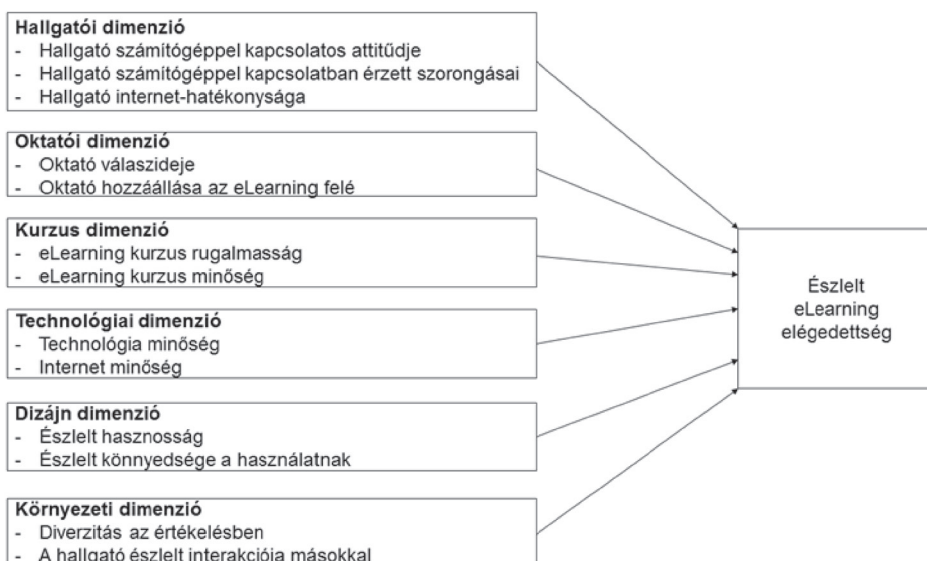 Hallgatói dimenzió
- Hallgató számítógéppel kapcsolatos attitűdje
- Hallgató számítógéppel kapcsolatban érzett szorongásai
- Hallgató internet-hatékonysága
Oktatói dimenzió
- Oktató válaszideje
- Oktató hozzáállása az eLearning felé
Kurzus dimenzió
- eLearning kurzus rugalmasság
- eLearning kurzus minőség
Technológiai dimenzió
- Technológia minőség
- Internet minőség
Dizájn dimenzió
- Észlelt hasznosság
- Észlelt könnyedsége a használatnak
Környezeti dimenzió
- Diverzitás az értékelésben
- A hallgató észlelt interakciója másokkal
Észlelt
eLearning
elégedettség